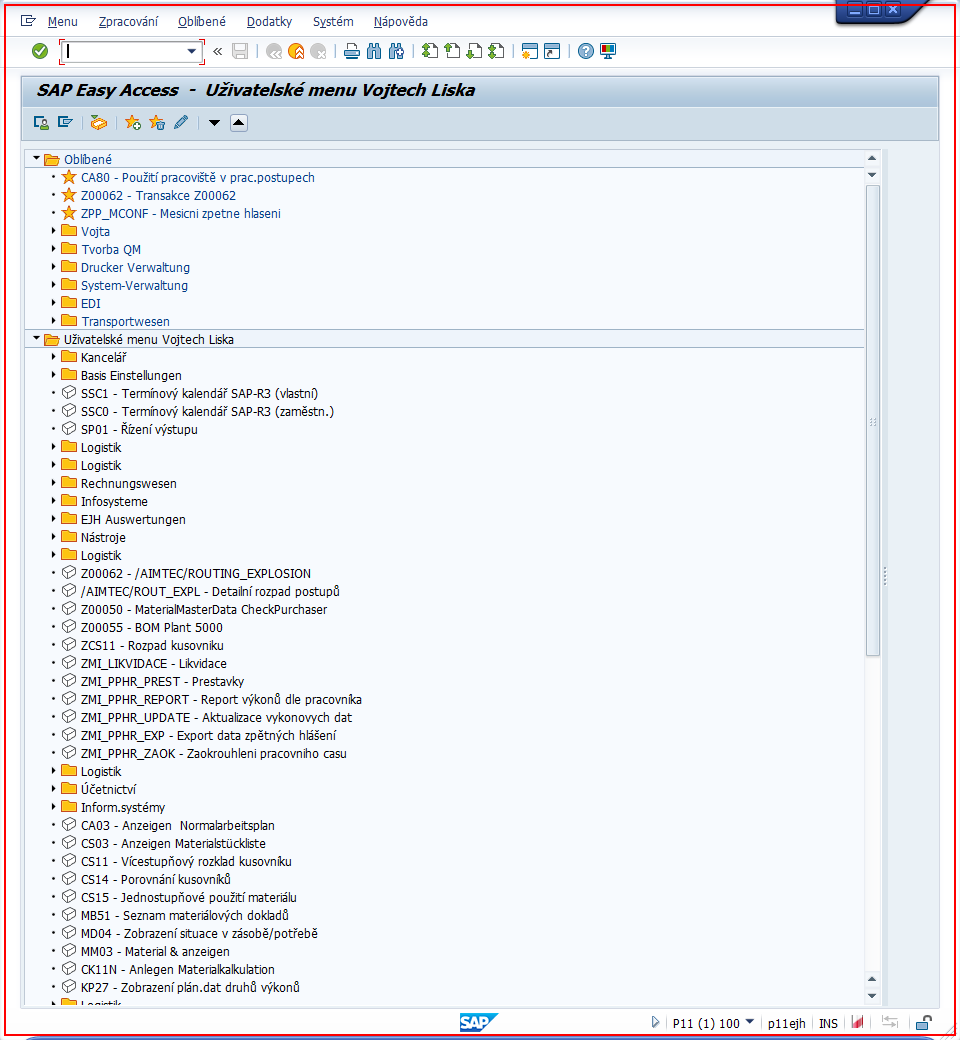 Menu Zpracování Oblíbené Dodatky Systém Nápověda
SAP Easy Access - Uživatelské menu Vojtech Liska
Oblíbené
CA80 - Použití pracoviště v prac.postupech
Z00062 - Transakce Z00062
ZPP_MCONF - Mesicni zpetne hlaseni
Vojta
Tvorba QM
Drucker Verwaltung
System-Verwaltung
EDI
Transportwesen
Uživatelské menu Vojtech Liska
Kancelář
Basis Einstellungen
SSC1 - Termínový kalendář SAP-R3 (vlastní)
SSC0 - Termínový kalendář SAP-R3 (zaměstn.)
SP01 - Řízení výstupu
Logistik
Logistik
Rechnungswesen
Infosysteme
EJH Auswertungen
Nástroje
Logistik
Z00062 - /AIMTEC/ROUTING_EXPLOSION
/AIMTEC/ROUT_EXPL - Detailní rozpad postupů
Z00050 - MaterialMasterData CheckPurchaser
Z00055 - BOM Plant 5000
ZCS11 - Rozpad kusovniku
ZMI_LIKVIDACE - Likvidace
ZMI_PPHR_PREST - Prestavky
ZMI_PPHR_REPORT - Report výkonů dle pracovníka
ZMI_PPHR_UPDATE - Aktualizace vykonovych dat
ZMI_PPHR_EXP - Export data zpětných hlášení
ZMI_PPHR_ZAOK - Zaokrouhleni pracovniho casu
Logistik
Účetnictví
Inform.systémy
CA03 - Anzeigen  Normalarbeitsplan
CS03 - Anzeigen Materialstückliste
CS11 - Vícestupňový rozklad kusovníku
CS14 - Porovnání kusovníků
CS15 - Jednostupňové použití materiálu
MB51 - Seznam materiálových dokladů
MD04 - Zobrazení situace v zásobě/potřebě
MM03 - Material & anzeigen
CK11N - Anlegen Materialkalkulation
KP27 - Zobrazení plán.dat druhů výkonů
Logistik
SAP P11 (1) 100 p11ejh INS